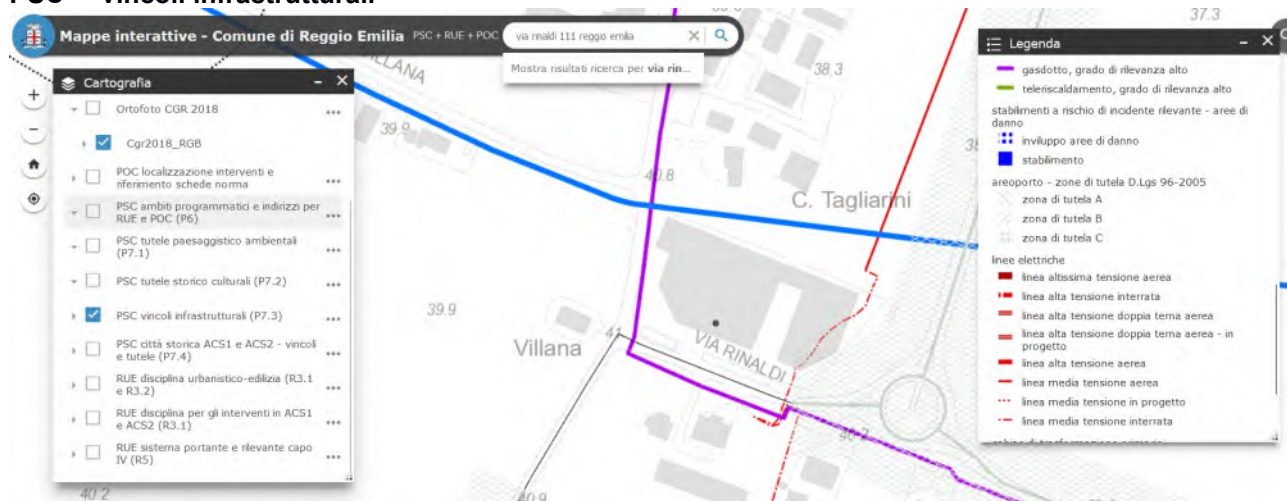 PSC – vincoli infrastrutturali
Mappe interattive - Comune di Reggio Emilia PSC + RUE + POC
via rnaidi 111 reggio emilia
Mostra risultati ricerca per via rin...
Cartografia
Ortofoto CGR 2018
Cgr2018_RGB
POC localizzazione interventi e
riferimento schede norma
PSC ambiti programmatici e indirizzi per
RUE e POC (P6)
PSC tutele paesaggistico ambientali
(P7.1)
PSC tutele storico culturali (P7.2)
PSC vincoli infrastrutturali (P7.3)
PSC città storica ACS1 e ACS2 - vincoli
e tutele (P7.4)
RUE disciplina urbanistico-edilizia (R3.1
e R3.2)
RUE disciplina per gli interventi in ACS1
e ACS2 (R3.1)
RUE sistema portante e rilevante capo
IV (R5)
40.2
39.9
39.9
LLANA
40.8
38.3
37.3
C. Tagliarini
Villana
41
VIA RINALDI
40.2
40.9
Legenda
gasdotto, grado di rilevanza alto
teleriscaldamento, grado di rilevanza alto
stabilimenti a rischio di incidente rilevante - aree di
danno
inviluppo aree di danno
stabilimento
areoporto - zone di tutela D.Lgs 96-2005
zona di tutela A
zona di tutela B
zona di tutela C
linee elettriche
linea altissima tensione aerea
linea alta tensione interrata
linea alta tensione doppia terna aerea
linea alta tensione doppia terna aerea - in
progetto
linea alta tensione aerea
linea media tensione aerea
linea media tensione in progetto
linea media tensione interrata